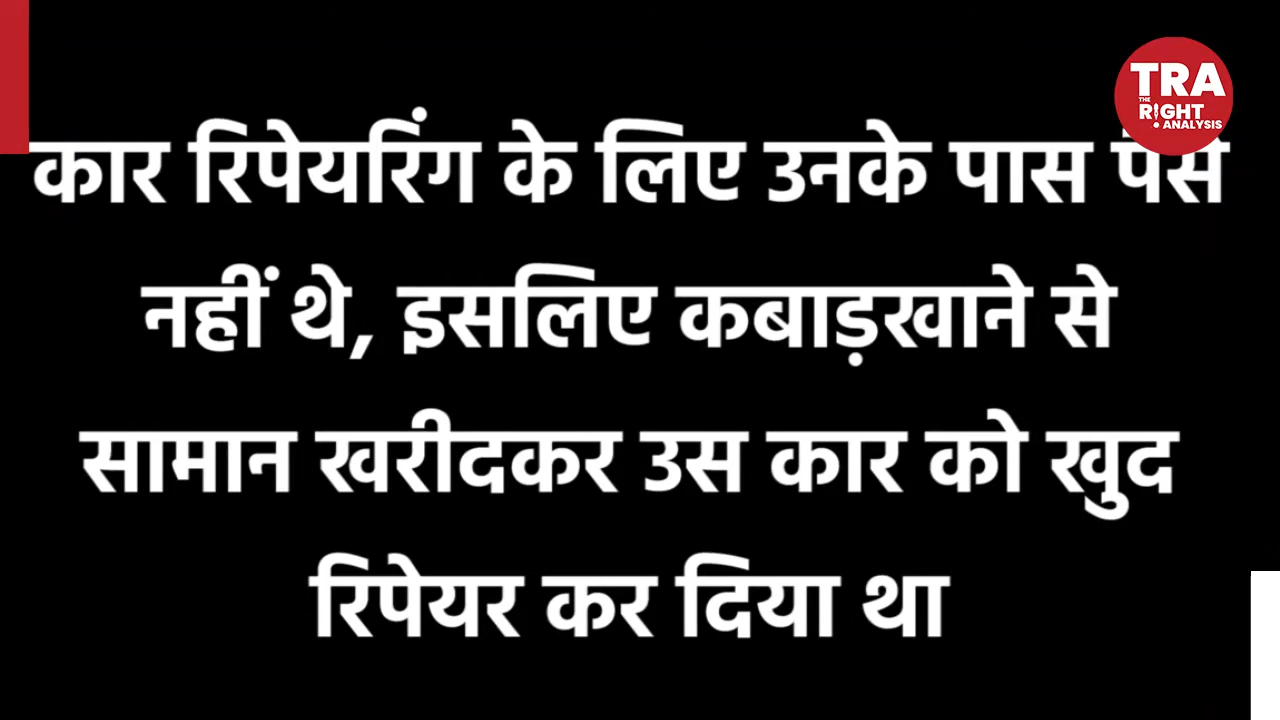 TRA
THE
RIGHT
ANALYSIS
कार रिपेयरिंग के लिए उनके पास पैसे
नहीं थे, इसलिए कबाड़खाने से
सामान खरीदकर उस कार को खुद
रिपेयर कर दिया था